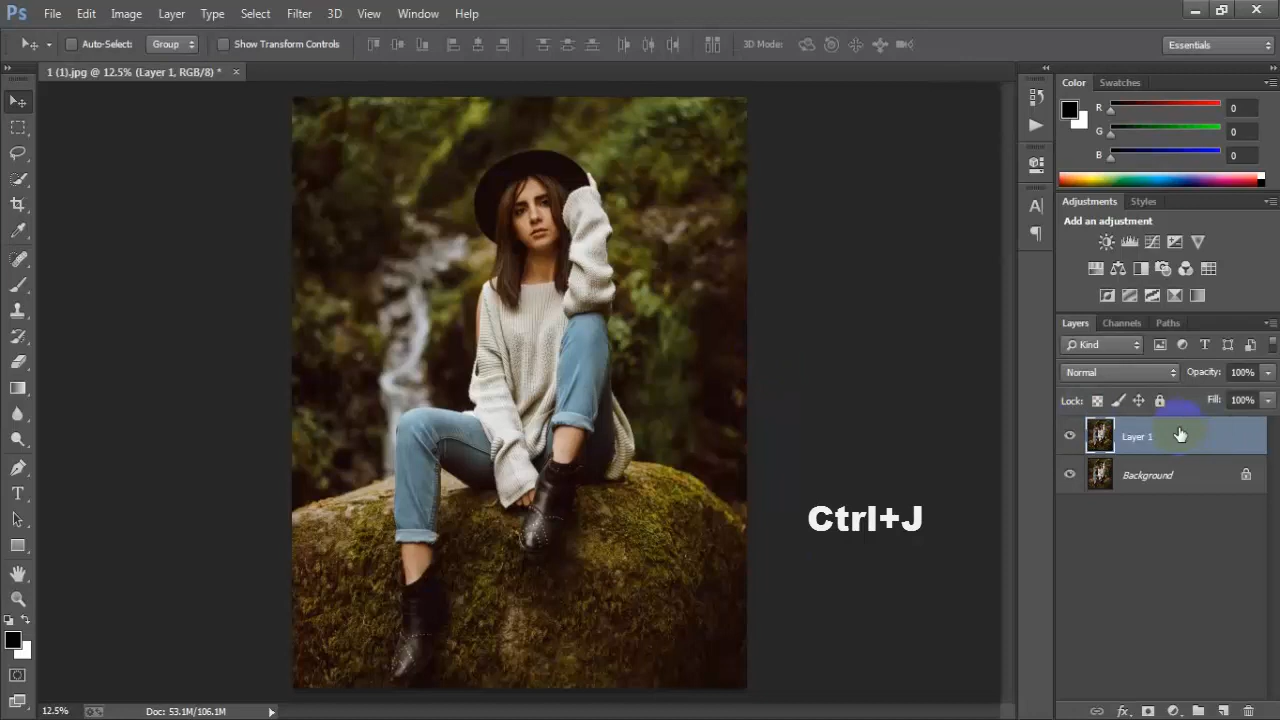 Ps File Edit Image Layer Type Select Filter 3D View Window Help
Auto-Select: Group Show Transform Controls 3D Mode: Essentials
1 (1).jpg @ 12.5% (Layer 1, RGB/8) * ×
Color Swatches
R 0
G 0
B 0
Adjustments Styles
Add an adjustment
Layers Channels Paths
Kind
Normal Opacity: 100%
Lock: Fill: 100%
Layer 1
Background
Ctrl+J
12.5% Doc: 53.1M/106.1M